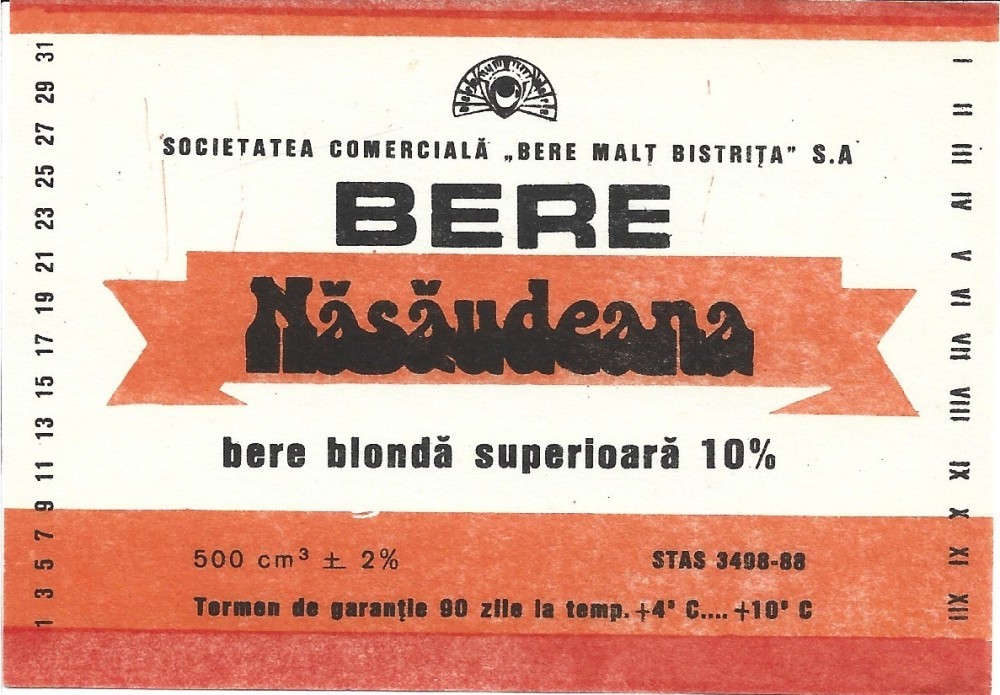 SOCIETATEA COMERCIALĂ „BERE MALȚ BISTRIȚA” S.A
BERE
Năsăudeana
bere blondă superioară 10%
500 cm³ ± 2%
STAS 3498-88
Termen de garanție 90 zile la temp. +4° C.... +10° C
1 3 5 7 9 11 13 15 17 19 21 23 25 27 29 31
I II III IV V VI VII VIII IX X XI XII